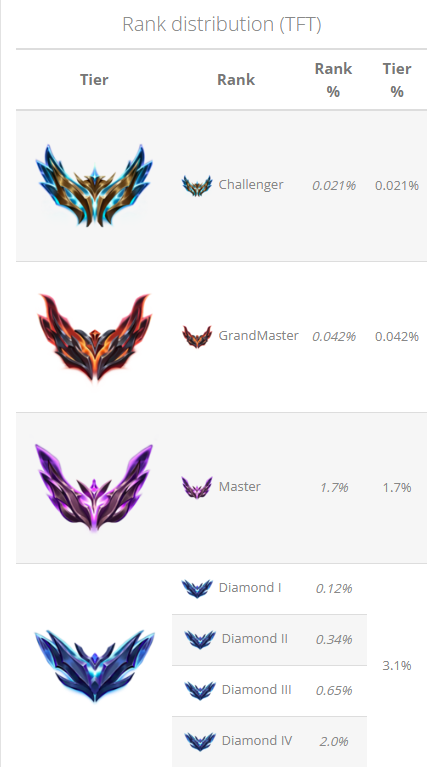 Rank distribution (TFT)
Tier Rank Rank % Tier %
Challenger 0.021% 0.021%
GrandMaster 0.042% 0.042%
Master 1.7% 1.7%
Diamond I 0.12%
Diamond II 0.34%
3.1%
Diamond III 0.65%
Diamond IV 2.0%